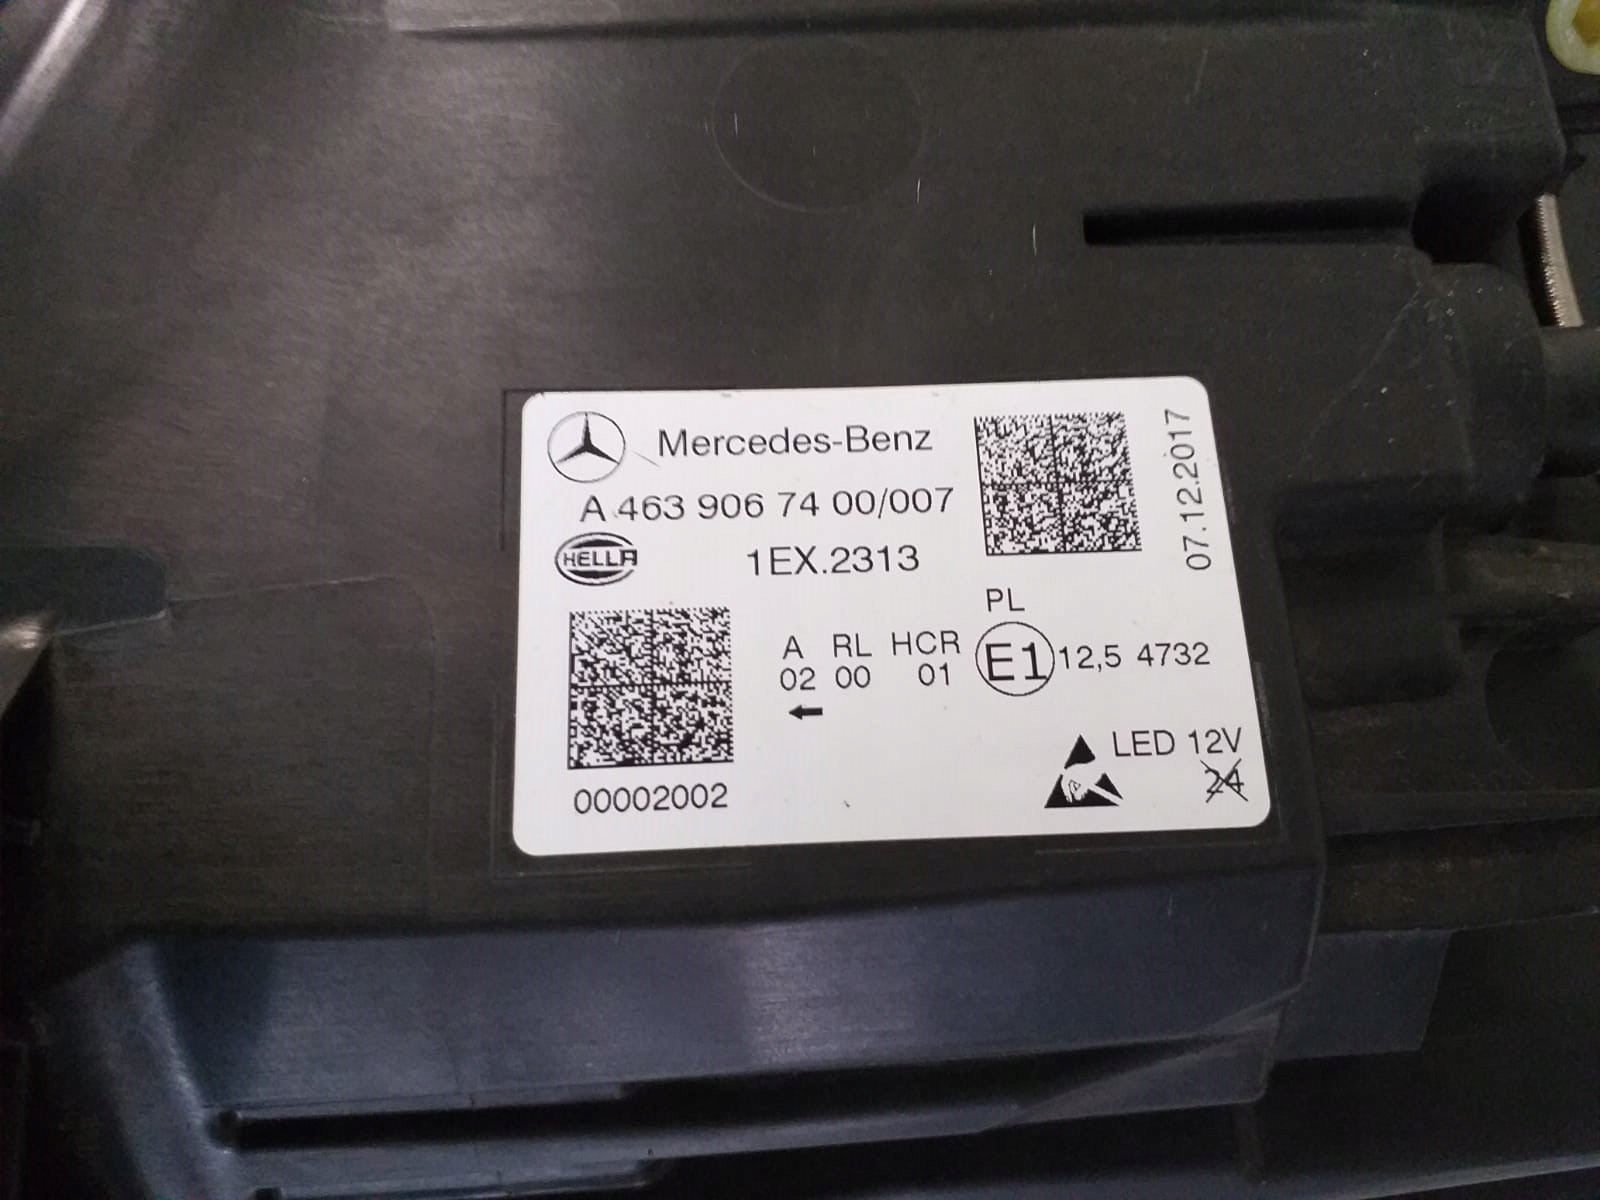 Mercedes-Benz
A 463 906 74 00/007
HELLA
1EX.2313
07.12.2017
PL
A RL HCR
02 00 01
E1 12,5 4732
←
LED 12V
24
00002002